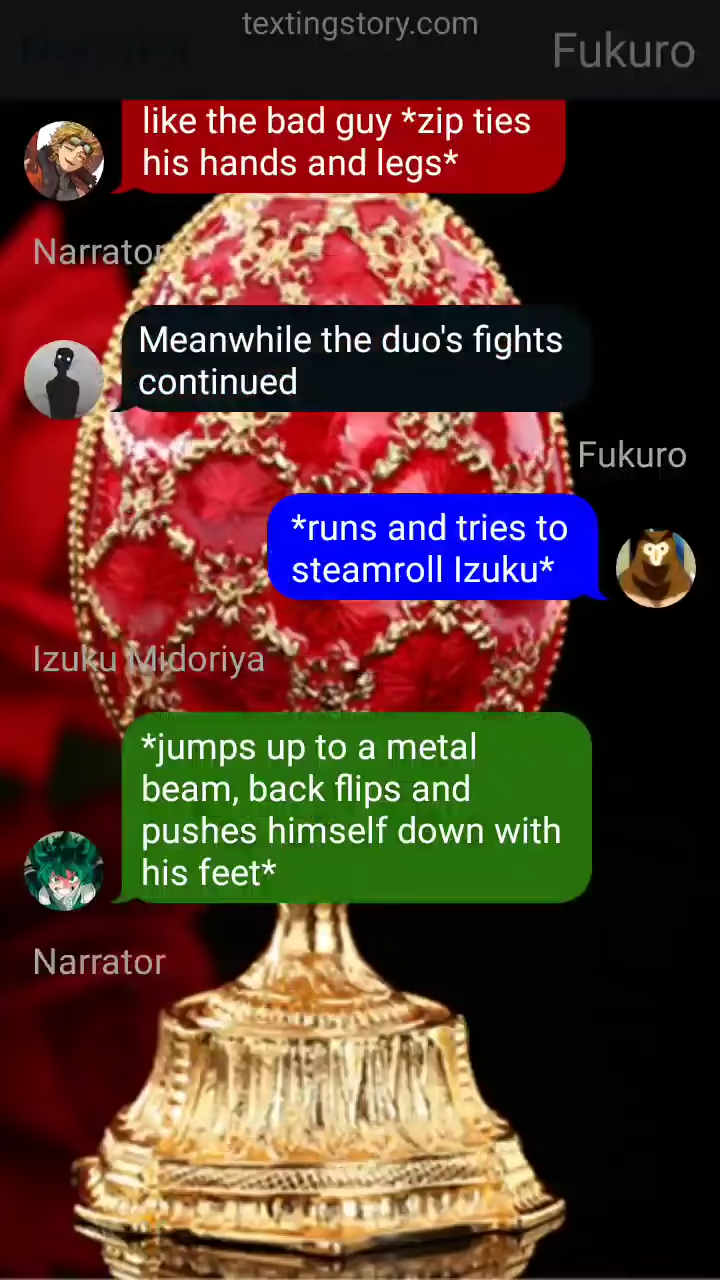 textingstory.com
Fukuro
like the bad guy *zip ties
his hands and legs*
Narrator
Meanwhile the duo's fights
continued
Fukuro
*runs and tries to
steamroll Izuku*
Izuku Midoriya
*jumps up to a metal
beam, back flips and
pushes himself down with
his feet*
Narrator